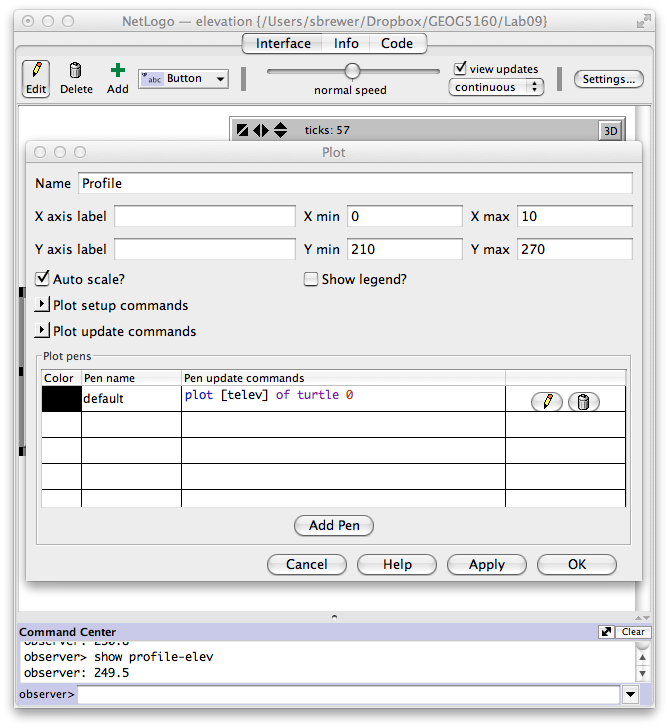 NetLogo — elevation {/Users/sbrewer/Dropbox/GEOG5160/Lab09}
Interface Info Code
Edit Delete Add abc Button normal speed view updates continuous Settings...
ticks: 57 3D
Plot
Name Profile
X axis label X min 0 X max 10
Y axis label Y min 210 Y max 270
Auto scale? Show legend?
Plot setup commands
Plot update commands
Plot pens
Color Pen name Pen update commands
default plot [telev] of turtle 0
Add Pen
Cancel Help Apply OK
Command Center Clear
observer> show profile-elev
observer: 249.5
observer>